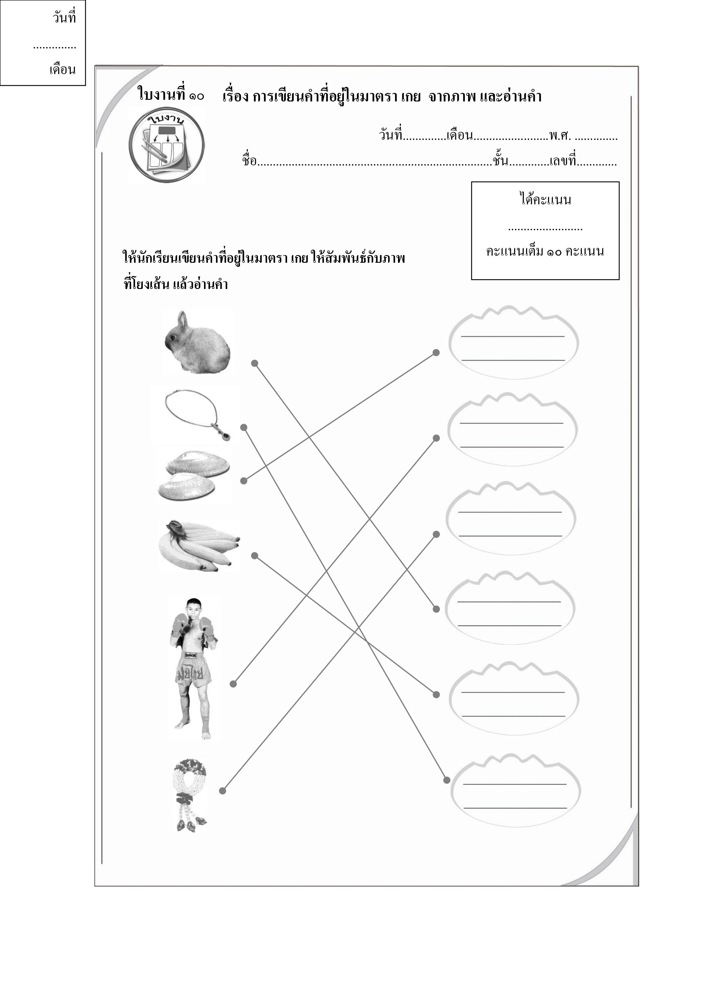 วันที่
..............
เดือน
ใบงานที่ ๑๐ เรื่อง การเขียนคำที่อยู่ในมาตรา เกย จากภาพ และอ่านคำ
ใบงาน
วันที่..............เดือน........................พ.ศ. ..............
ชื่อ...........................................................................ชั้น.............เลขที่.............
ได้คะแนน
........................
คะแนนเต็ม ๑๐ คะแนน
ให้นักเรียนเขียนคำที่อยู่ในมาตรา เกย ให้สัมพันธ์กับภาพ
ที่โยงเส้น แล้วอ่านคำ
มวยไทย